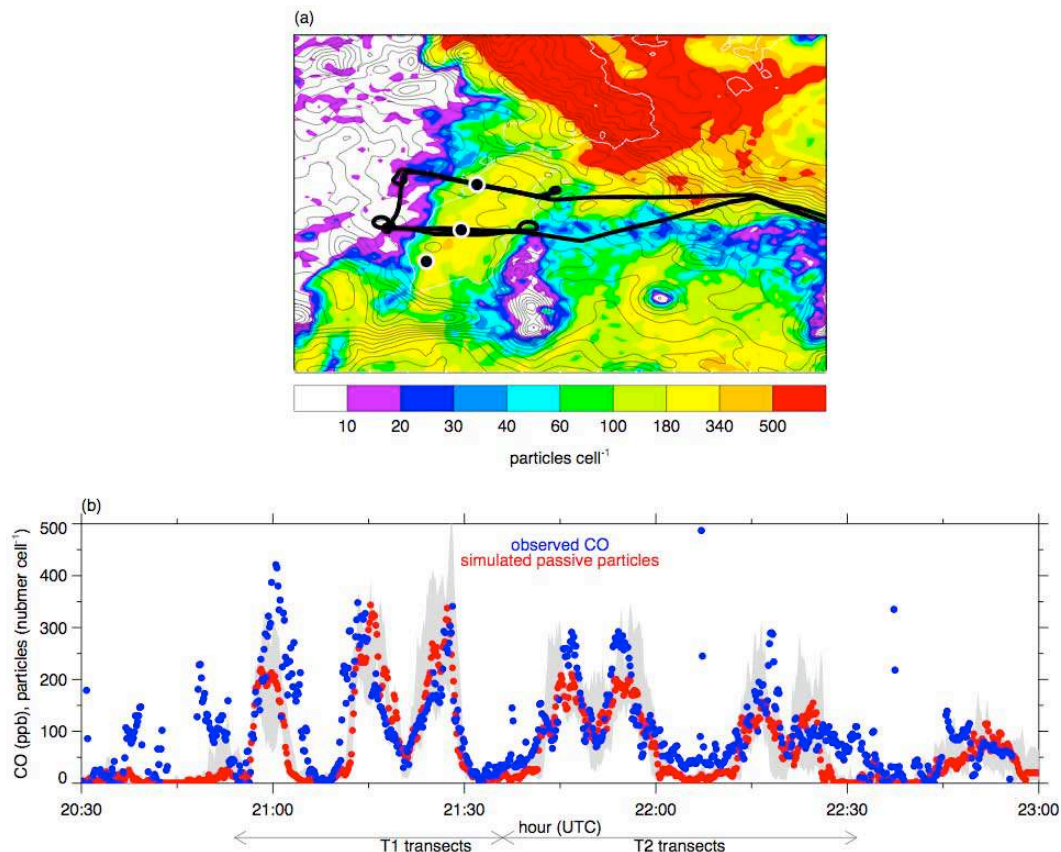 (a)
10 20 30 40 60 100 180 340 500
particles cell-1
(b)
CO (ppb), particles (nubmer cell-1)
500
400
300
200
100
0
observed CO
simulated passive particles
20:30 21:00 21:30 22:00 22:30 23:00
hour (UTC)
T1 transects T2 transects